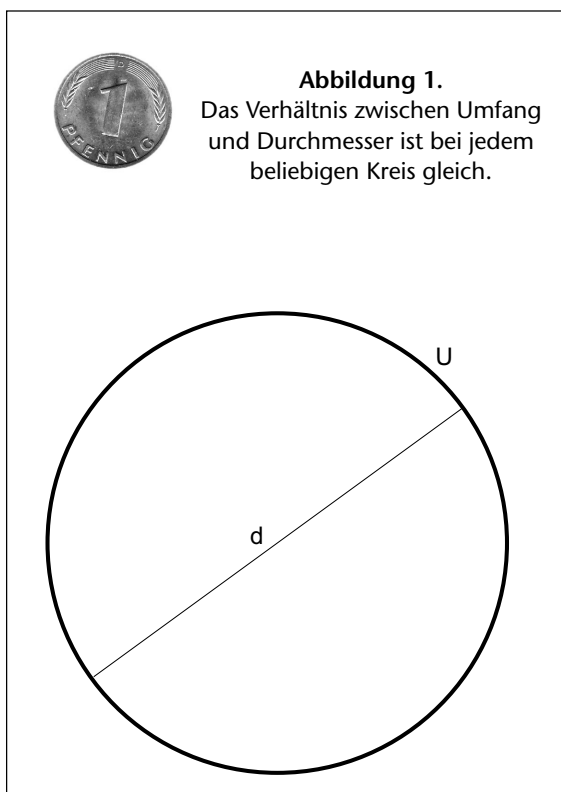 D
1
PFENNIG
Abbildung 1.
Das Verhältnis zwischen Umfang
und Durchmesser ist bei jedem
beliebigen Kreis gleich.
U
d